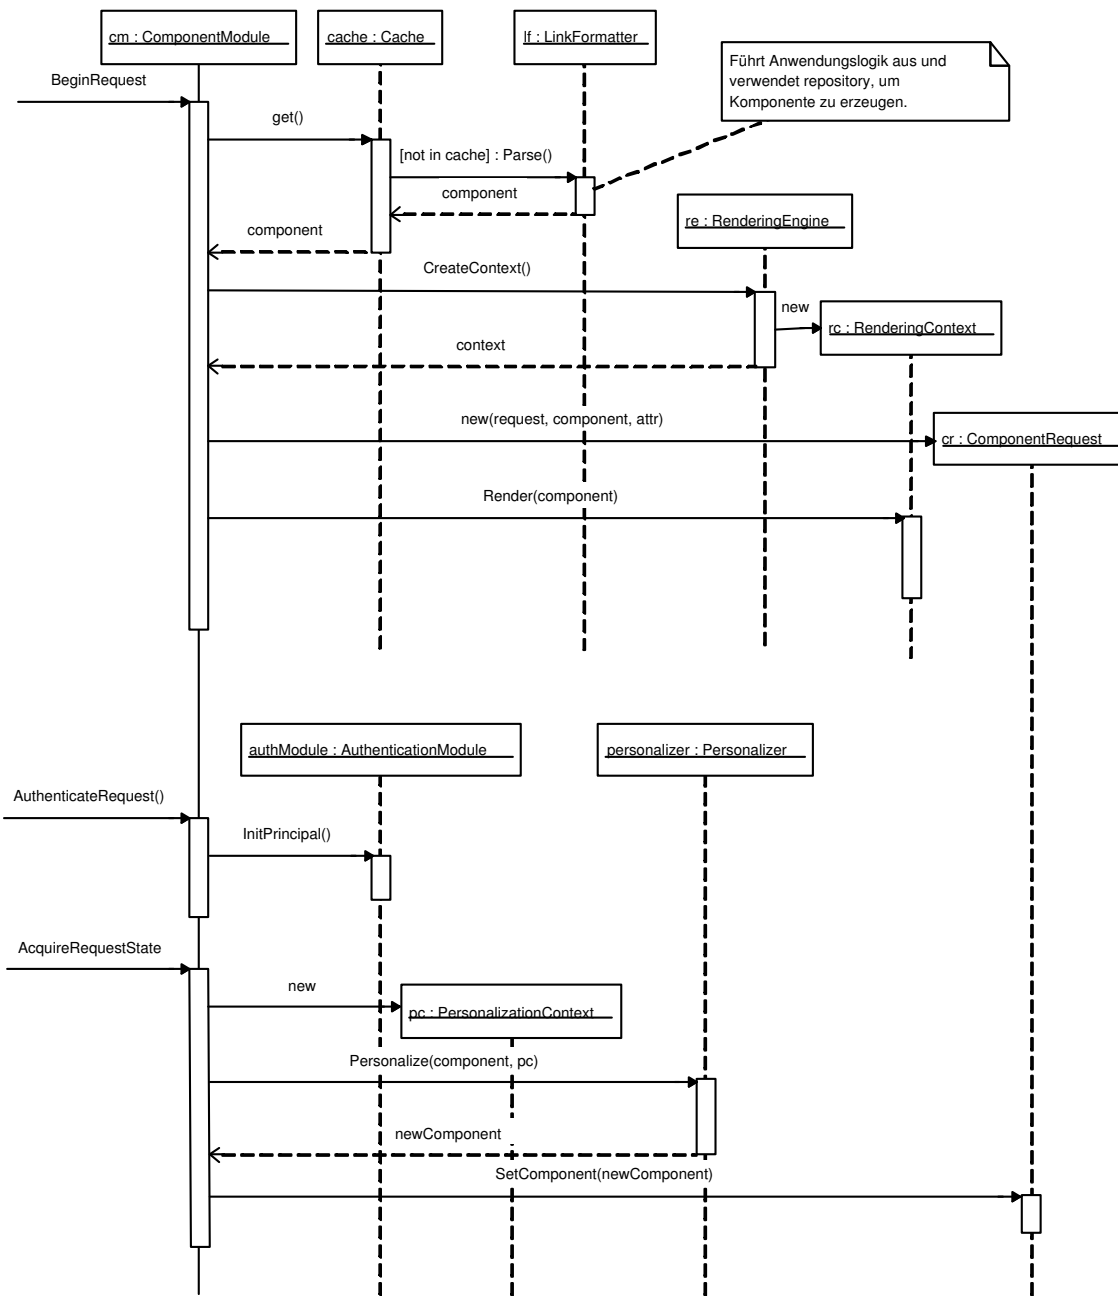 cm : ComponentModule
cache : Cache
lf : LinkFormatter
Führt Anwendungslogik aus und
verwendet repository, um
Komponente zu erzeugen.
BeginRequest
get()
[not in cache] : Parse()
component
component
re : RenderingEngine
CreateContext()
new
rc : RenderingContext
context
new(request, component, attr)
cr : ComponentRequest
Render(component)
authModule : AuthenticationModule
personalizer : Personalizer
AuthenticateRequest()
InitPrincipal()
AcquireRequestState
new
pc : PersonalizationContext
Personalize(component, pc)
newComponent
SetComponent(newComponent)